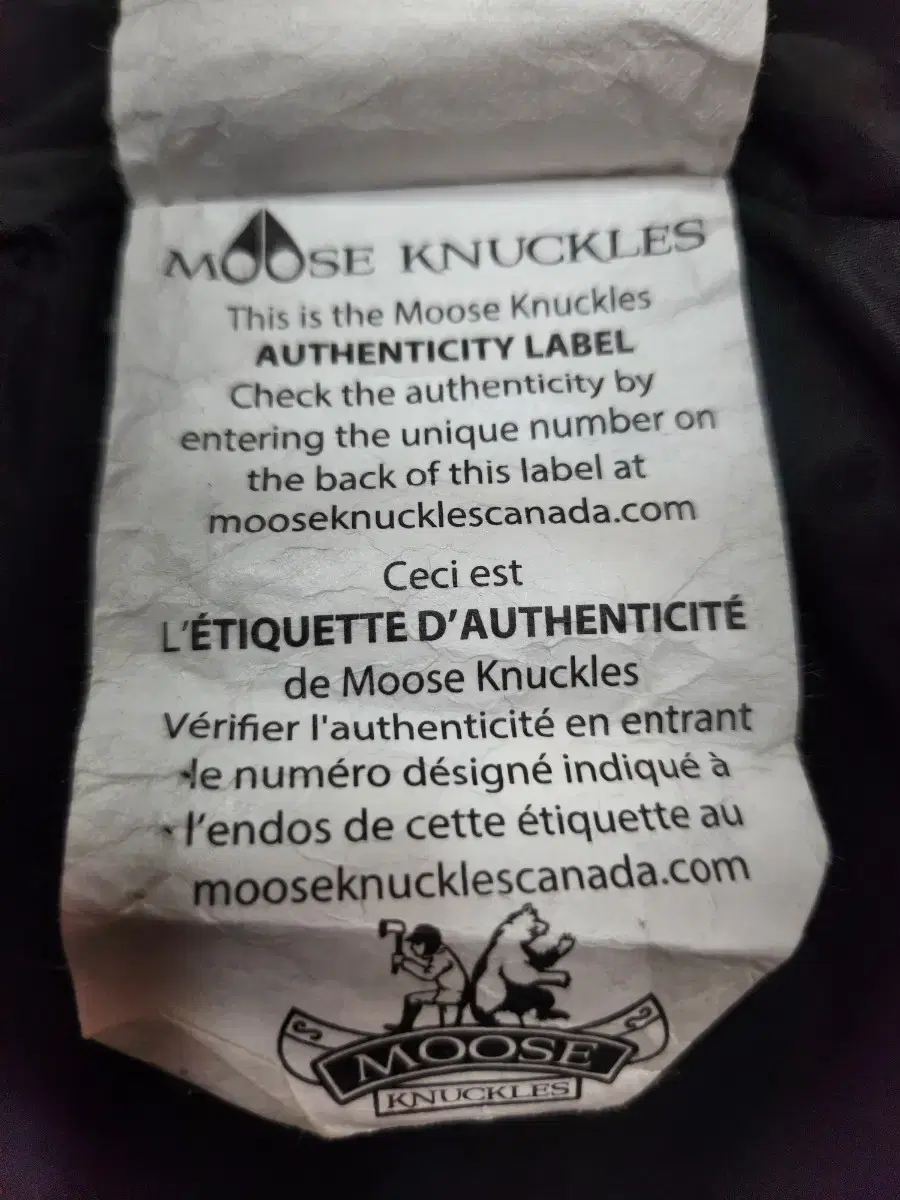 MOOSE KNUCKLES
This is the Moose Knuckles
AUTHENTICITY LABEL
Check the authenticity by
entering the unique number on
the back of this label at
mooseknucklescanada.com
Ceci est
L'ÉTIQUETTE D'AUTHENTICITÉ
de Moose Knuckles
Vérifier l'authenticité en entrant
le numéro désigné indiqué à
l'endos de cette étiquette au
mooseknucklescanada.com
MOOSE
KNUCKLES